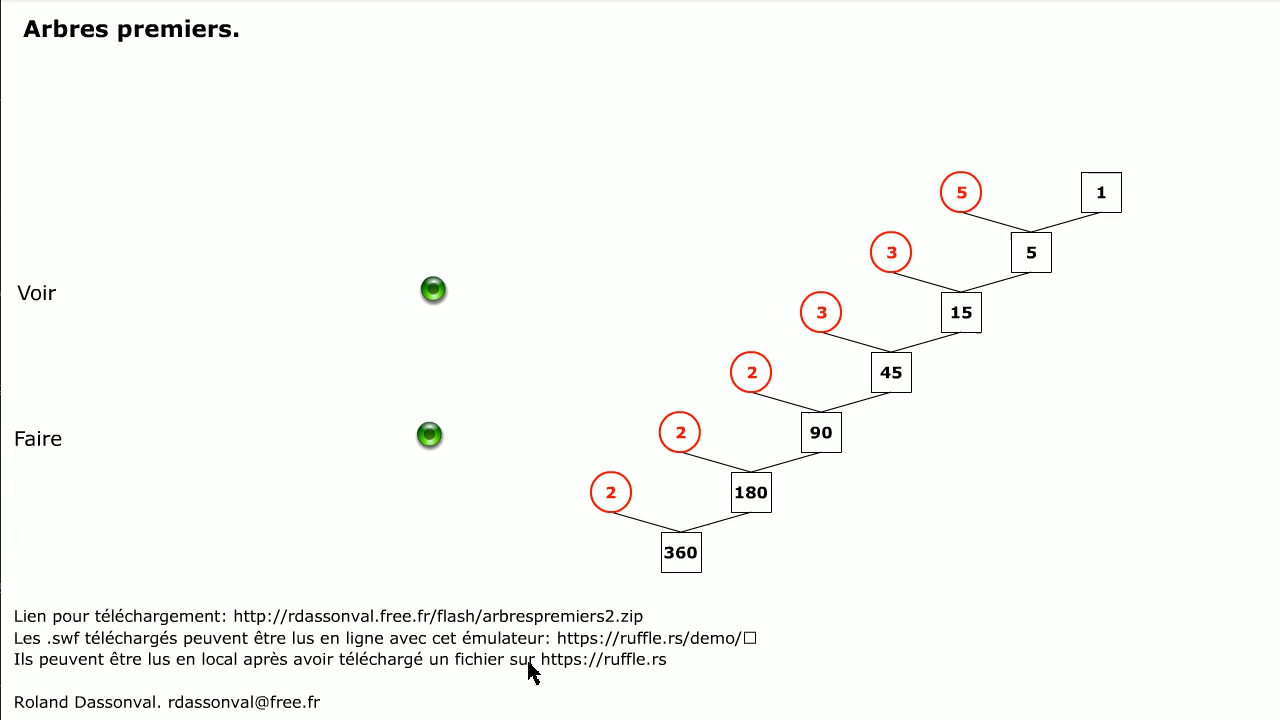 Arbres premiers.
5 1
3 5
Voir
3 15
2 45
Faire
2 90
2 180
360
Lien pour téléchargement: http://rdassonval.free.fr/flash/arbrespremiers2.zip
Les .swf téléchargés peuvent être lus en ligne avec cet émulateur: https://ruffle.rs/demo/□
Ils peuvent être lus en local après avoir téléchargé un fichier sur https://ruffle.rs
Roland Dassonval. rdassonval@free.fr